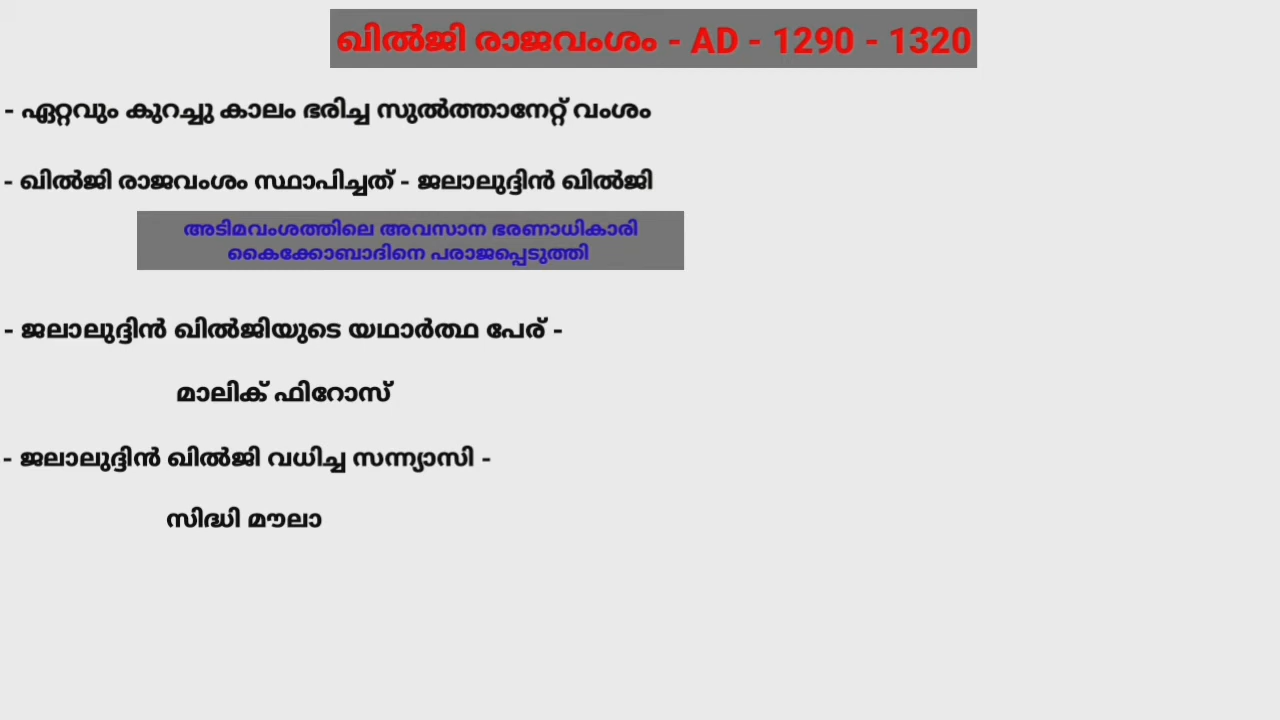 ഖിൽജി രാജവംശം - AD - 1290 - 1320
- ഏറ്റവും കുറച്ചു കാലം ഭരിച്ച സുൽത്താനേറ്റ് വംശം
- ഖിൽജി രാജവംശം സ്ഥാപിച്ചത് - ജലാലുദ്ദിൻ ഖിൽജി
അടിമവംശത്തിലെ അവസാന ഭരണാധികാരി
കൈക്കോബാദിനെ പരാജപ്പെടുത്തി
- ജലാലുദ്ദിൻ ഖിൽജിയുടെ യഥാർത്ഥ പേര് -
മാലിക് ഫിറോസ്
- ജലാലുദ്ദിൻ ഖിൽജി വധിച്ച സന്ന്യാസി -
സിദ്ധി മൗലാ